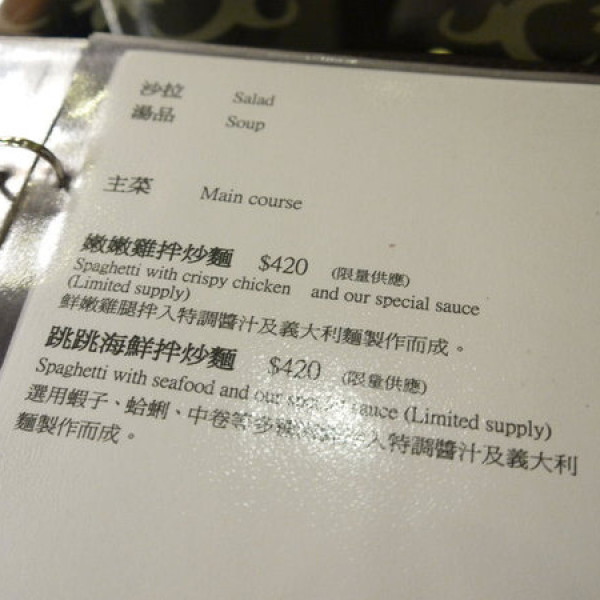 沙拉 Salad
湯品 Soup
主菜 Main course
嫩嫩雞拌炒麵 $420 (限量供應)
Spaghetti with crispy chicken and our special sauce
(Limited supply)
鮮嫩雞腿拌入特調醬汁及義大利麵製作而成。
跳跳海鮮拌炒麵 $420 (限量供應)
Spaghetti with seafood and our special sauce (Limited supply)
選用蝦子、蛤蜊、中卷等多種 入特調醬汁及義大利
麵製作而成。